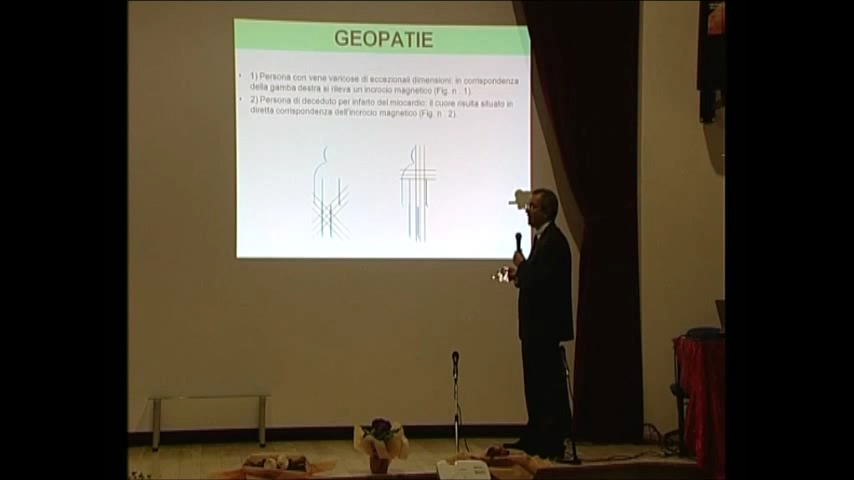 GEOPATIE
• 1) Persona con vene varicose di eccezionali dimensioni: in corrispondenza
della gamba destra si rileva un incrocio magnetico (Fig. n . 1).
• 2) Persona di deceduto per infarto del miocardio: il cuore risulta situato in
diretta corrispondenza dell'incrocio magnetico (Fig. n . 2).